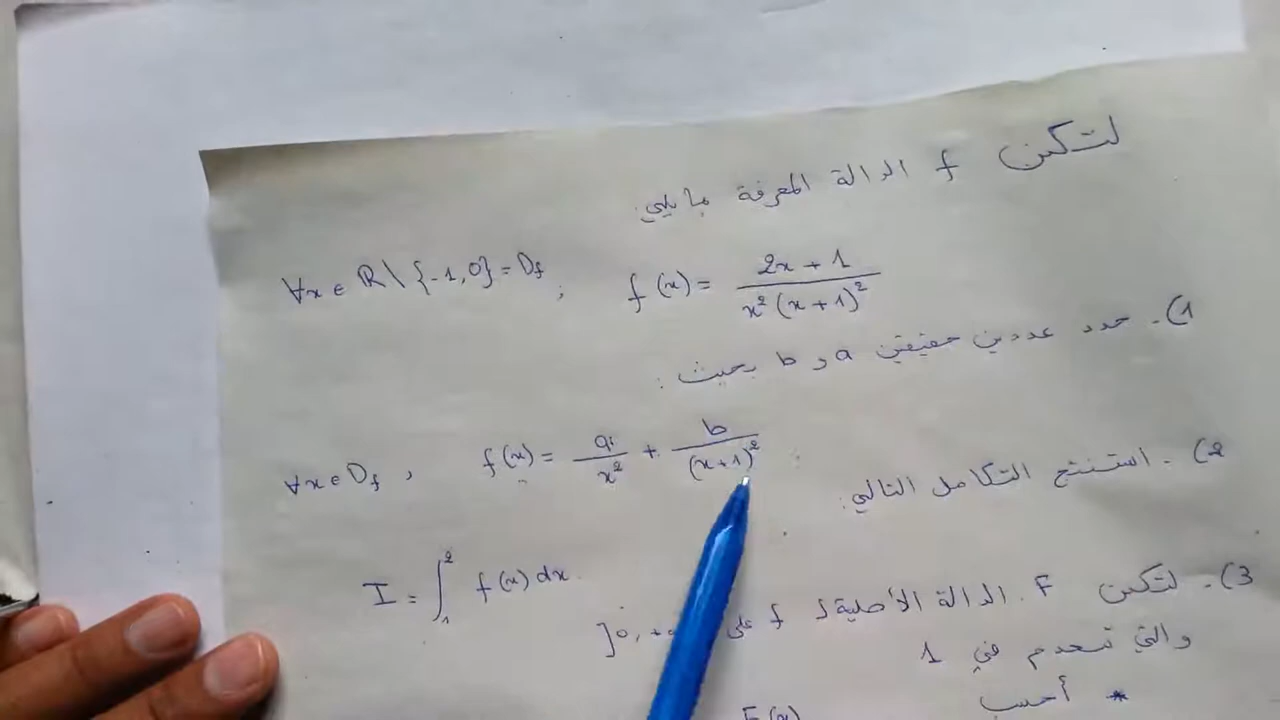 لتكن f الدالة المعرفة بما يلي:
∀x ∈ ℝ \ {-1, 0} = D_f ; f(x) = (2x + 1) / (x²(x + 1)²)
1). حدد عددين حقيقين a و b بحيث :
∀x ∈ D_f , f(x) = a/x² + b/(x+1)²
2). استنتج التكامل التالي:
I = ∫₁² f(x) dx
3). لتكن F الدالة الأصلية ل f على ]0, +
والتي تنعدم في 1
* أحسب
F(x)